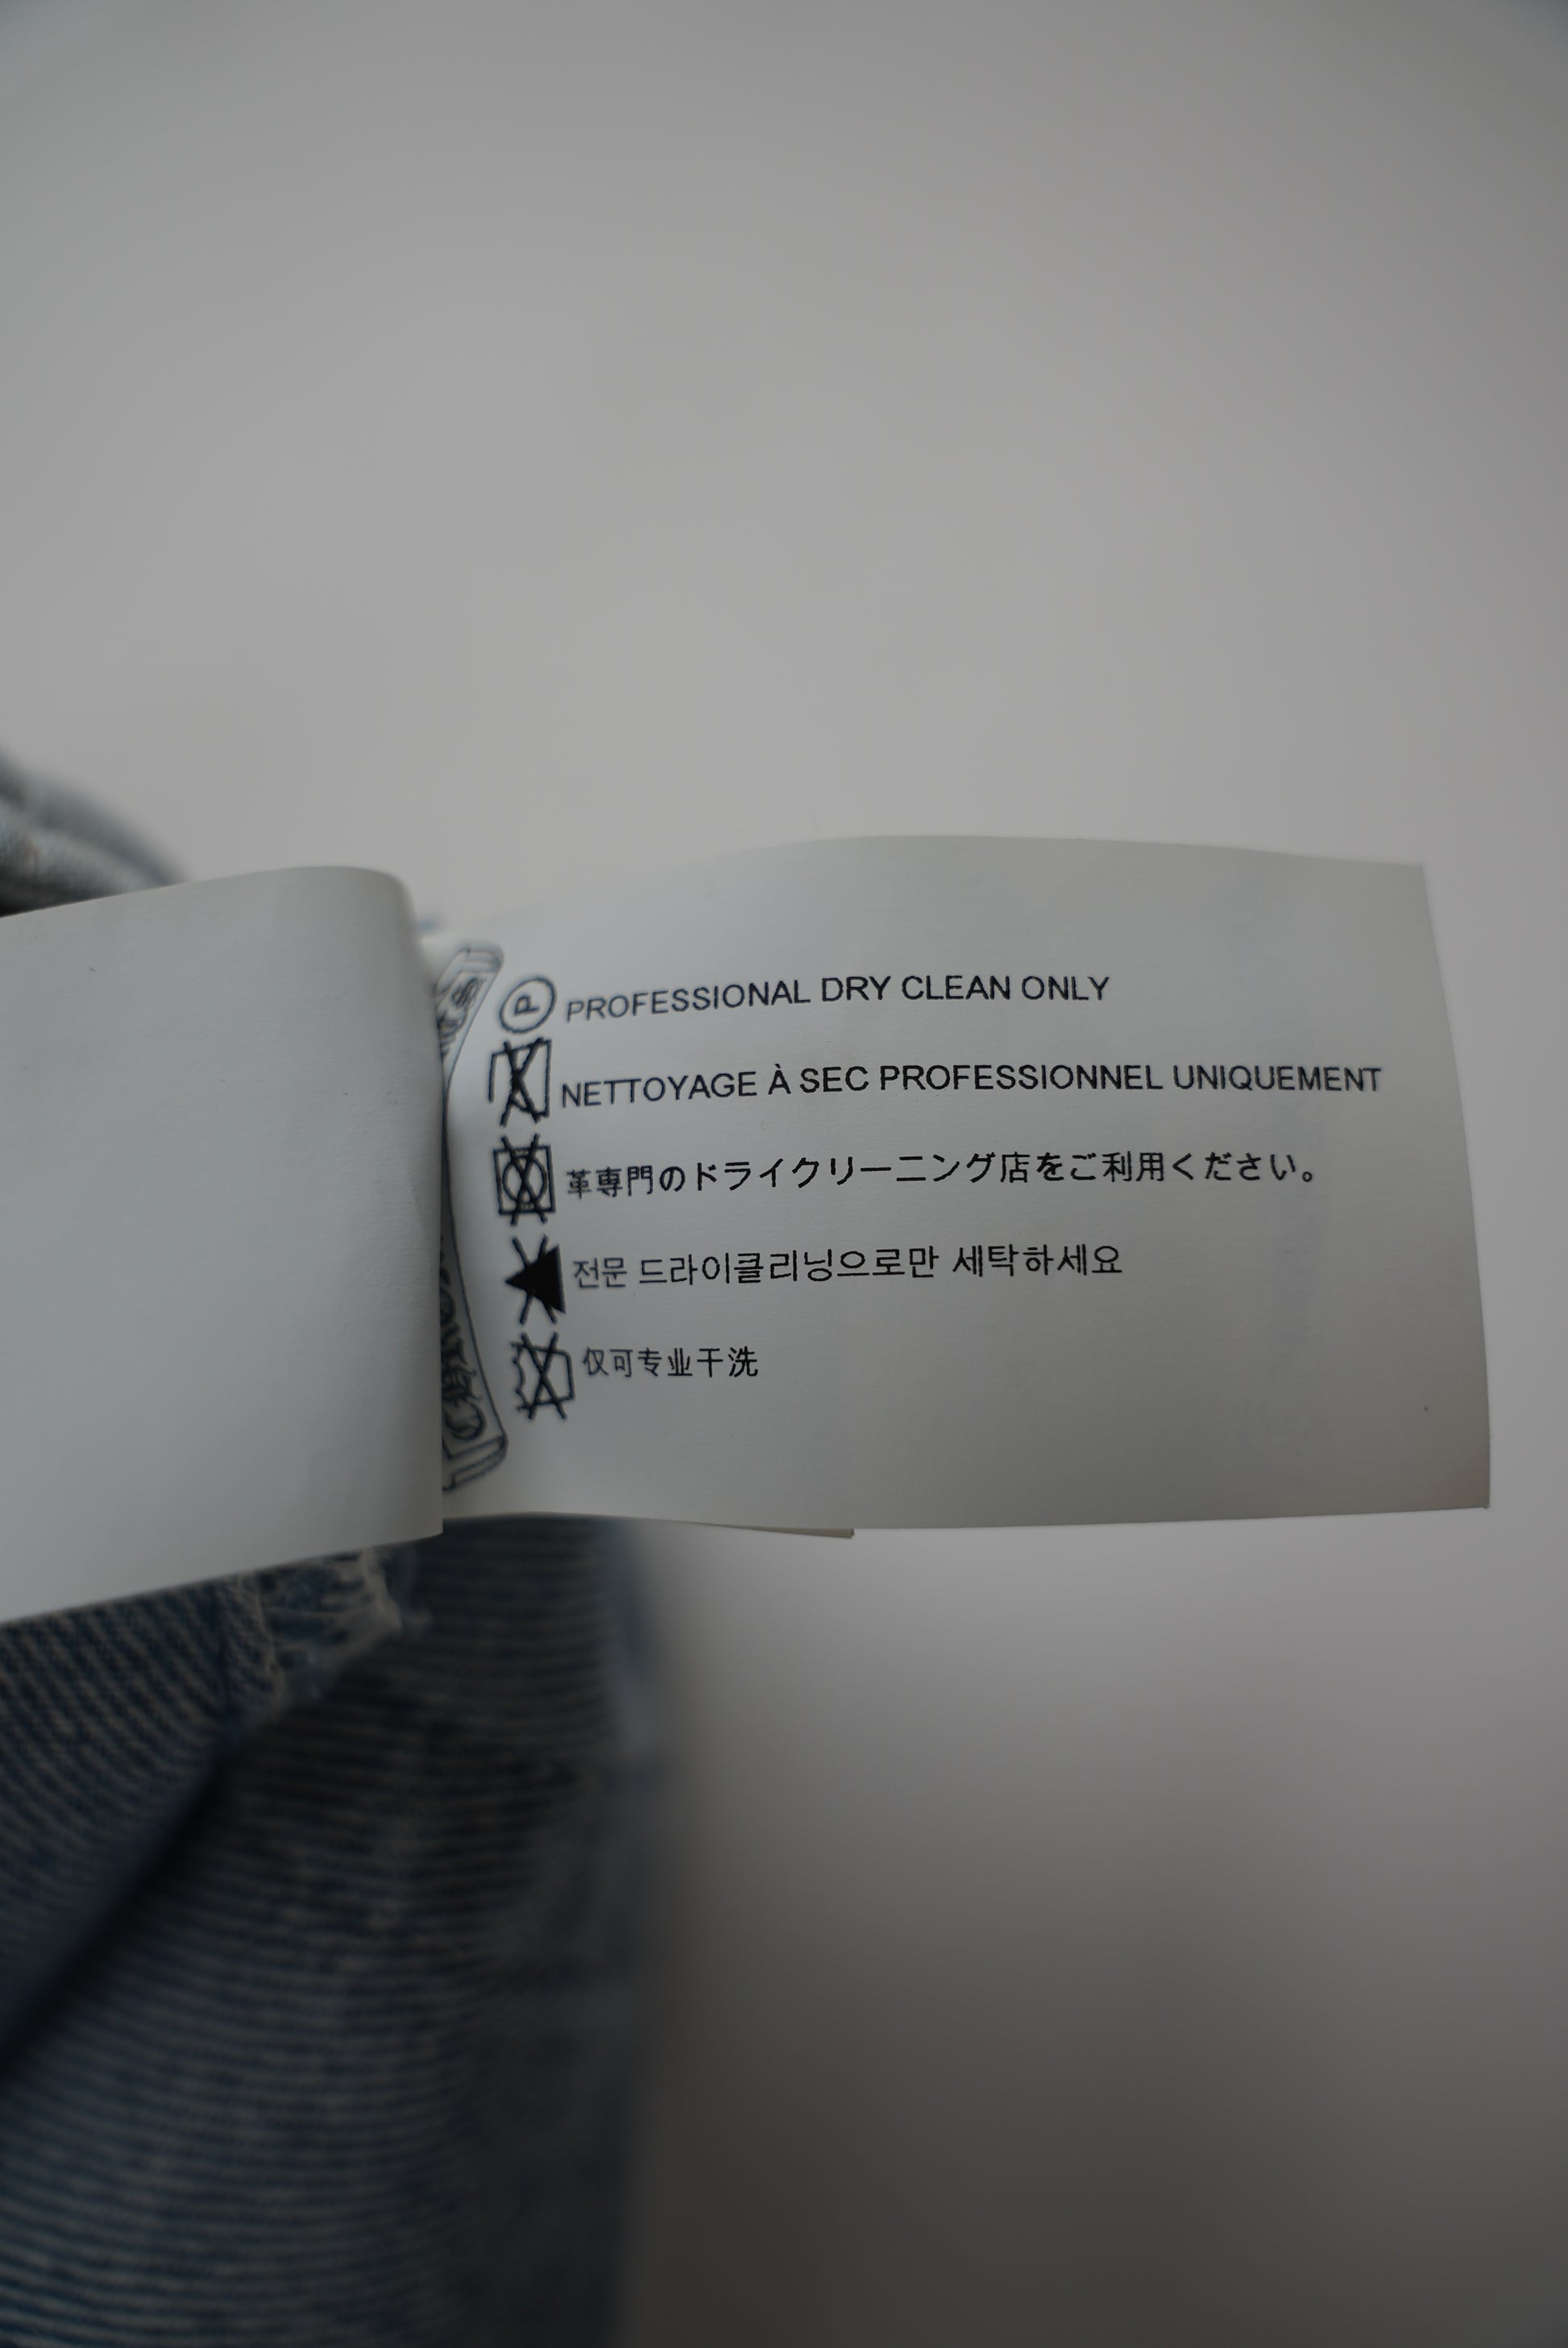 P PROFESSIONAL DRY CLEAN ONLY
NETTOYAGE À SEC PROFESSIONNEL UNIQUEMENT
革専門のドライクリーニング店をご利用ください。
전문 드라이클리닝으로만 세탁하세요
仅可专业干洗